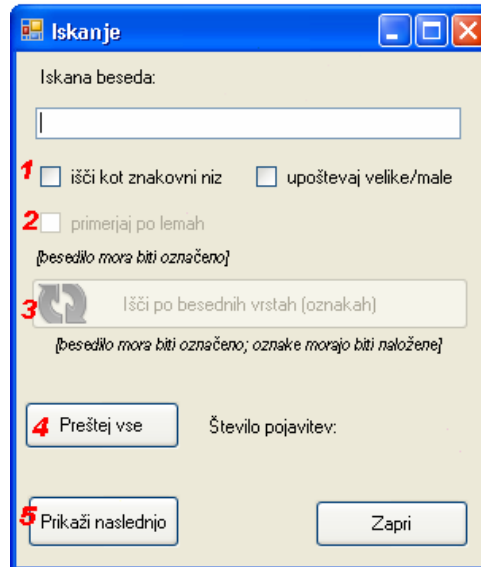 Iskanje
Iskana beseda:
1 išči kot znakovni niz upoštevaj velike/male
2 primerjaj po lemah
[besedilo mora biti označeno]
3 Išči po besednih vrstah (oznakah)
[besedilo mora biti označeno; oznake morajo biti naložene]
4 Preštej vse Število pojavitev:
5 Prikaži naslednjo Zapri